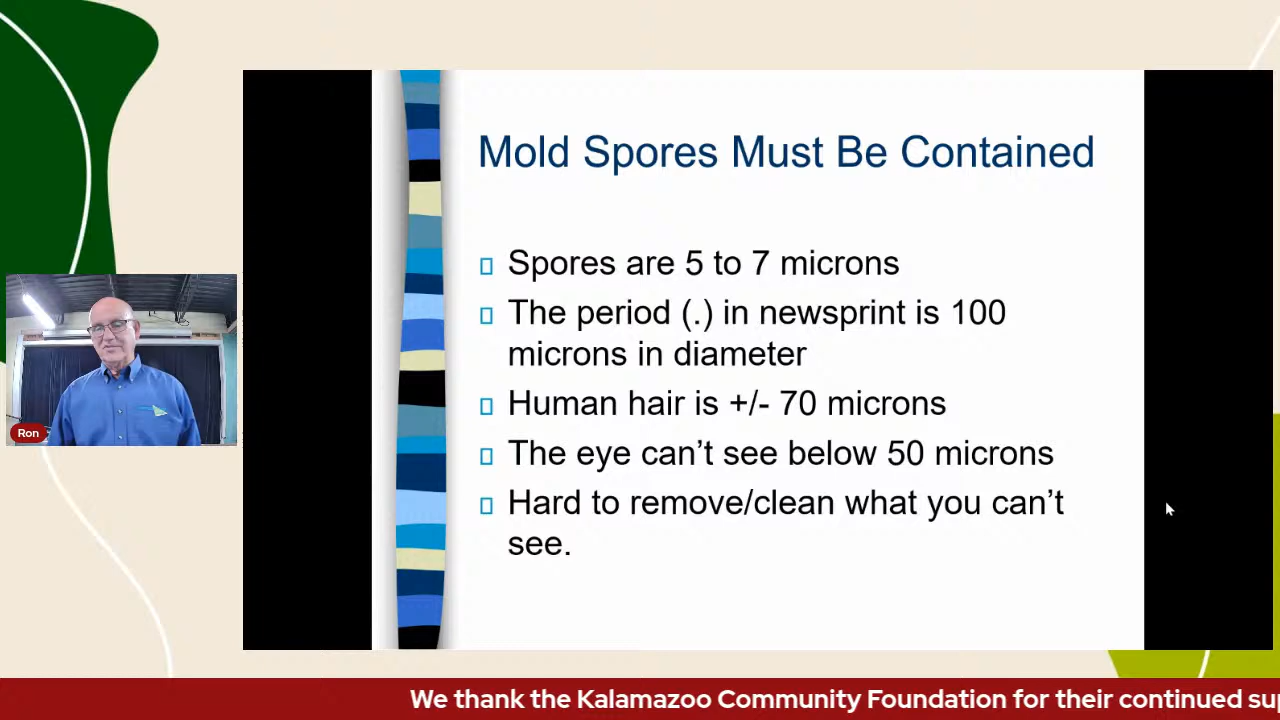 Mold Spores Must Be Contained
Spores are 5 to 7 microns
The period (.) in newsprint is 100
microns in diameter
Human hair is +/- 70 microns
The eye can't see below 50 microns
Hard to remove/clean what you can't
see.
Ron
We thank the Kalamazoo Community Foundation for their continued